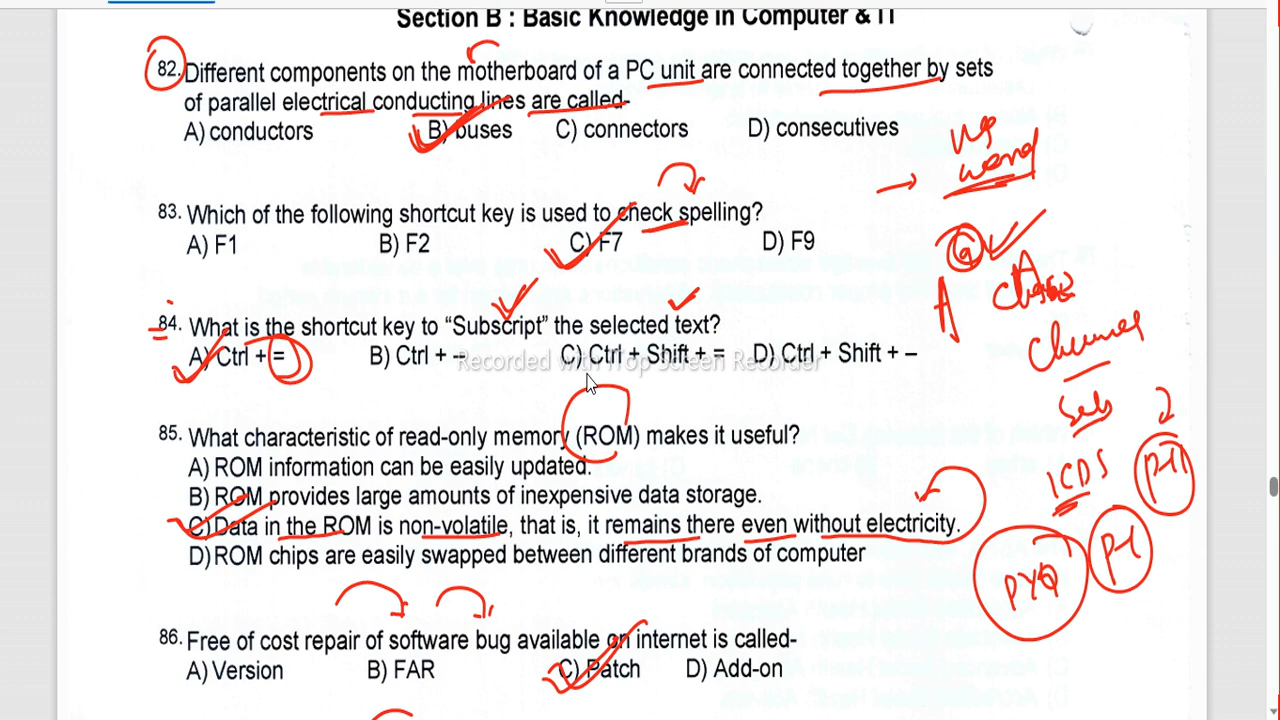 Section B : Basic Knowledge in Computer & IT
82. Different components on the motherboard of a PC unit are connected together by sets
of parallel electrical conducting lines are called-
A) conductors B) buses C) connectors D) consecutives
83. Which of the following shortcut key is used to check spelling?
A) F1 B) F2 C) F7 D) F9
84. What is the shortcut key to “Subscript” the selected text?
A) Ctrl + = B) Ctrl + – C) Ctrl + Shift + = D) Ctrl + Shift + –
Recorded with iTop Screen Recorder
85. What characteristic of read-only memory (ROM) makes it useful?
A) ROM information can be easily updated.
B) ROM provides large amounts of inexpensive data storage.
C) Data in the ROM is non-volatile, that is, it remains there even without electricity.
D) ROM chips are easily swapped between different brands of computer
86. Free of cost repair of software bug available on internet is called-
A) Version B) FAR C) Patch D) Add-on
word
ICDS
P-II
PYQ
P-I